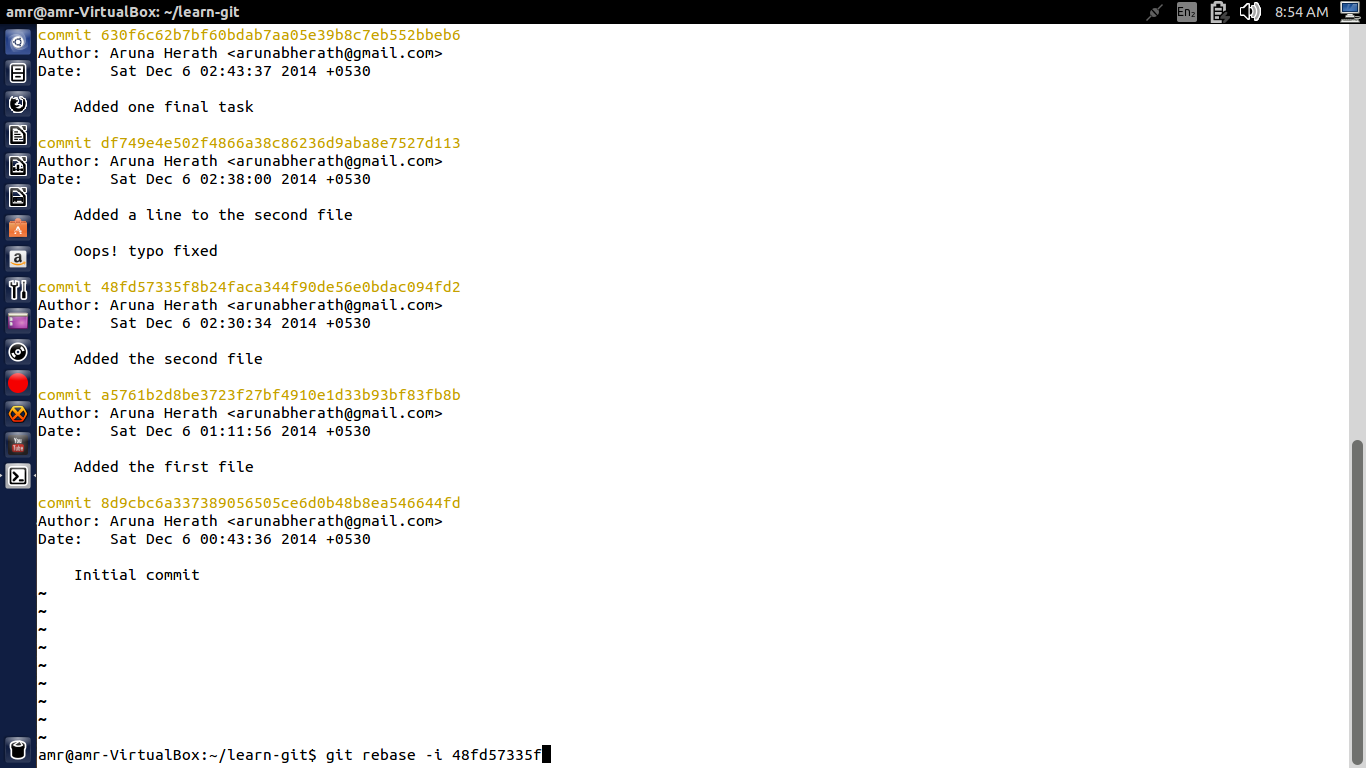 amr@amr-VirtualBox: ~/learn-git
En2
8:54 AM
commit 630f6c62b7bf60bdab7aa05e39b8c7eb552bbeb6
Author: Aruna Herath <arunabherath@gmail.com>
Date:   Sat Dec 6 02:43:37 2014 +0530
Added one final task
commit df749e4e502f4866a38c86236d9aba8e7527d113
Author: Aruna Herath <arunabherath@gmail.com>
Date:   Sat Dec 6 02:38:00 2014 +0530
Added a line to the second file
Oops! typo fixed
commit 48fd57335f8b24faca344f90de56e0bdac094fd2
Author: Aruna Herath <arunabherath@gmail.com>
Date:   Sat Dec 6 02:30:34 2014 +0530
Added the second file
commit a5761b2d8be3723f27bf4910e1d33b93bf83fb8b
Author: Aruna Herath <arunabherath@gmail.com>
Date:   Sat Dec 6 01:11:56 2014 +0530
Added the first file
You Tube
commit 8d9cbc6a337389056505ce6d0b48b8ea546644fd
Author: Aruna Herath <arunabherath@gmail.com>
Date:   Sat Dec 6 00:43:36 2014 +0530
Initial commit
~
~
~
~
~
~
~
~
~
amr@amr-VirtualBox:~/learn-git$ git rebase -i 48fd57335f